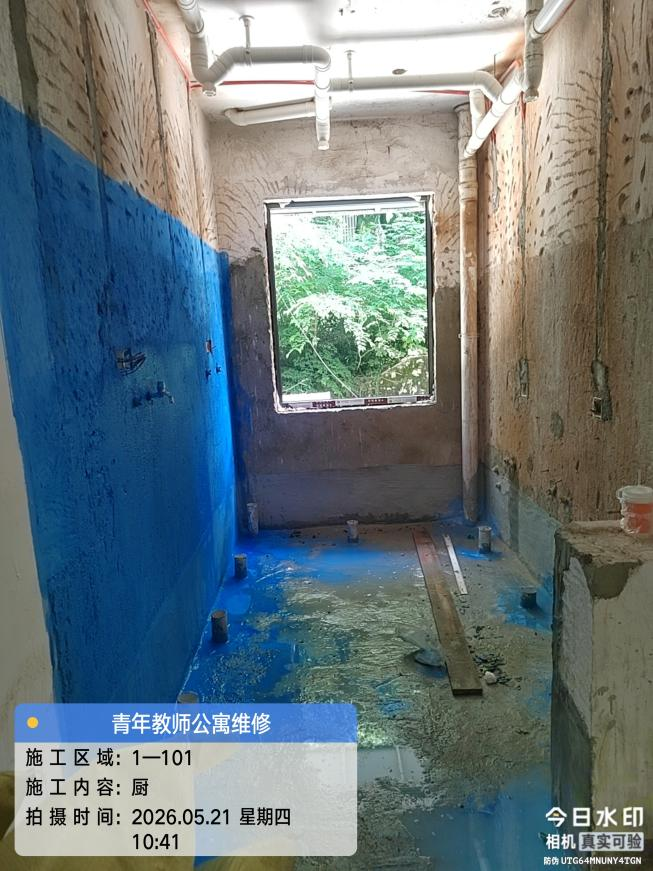 青年教师公寓维修
施工区域: 1—101
施工内容: 厨
拍摄时间: 2026.05.21 星期四
10:41
今日水印
相机 真实可验
防伪 UTG64MNUNY4TGN